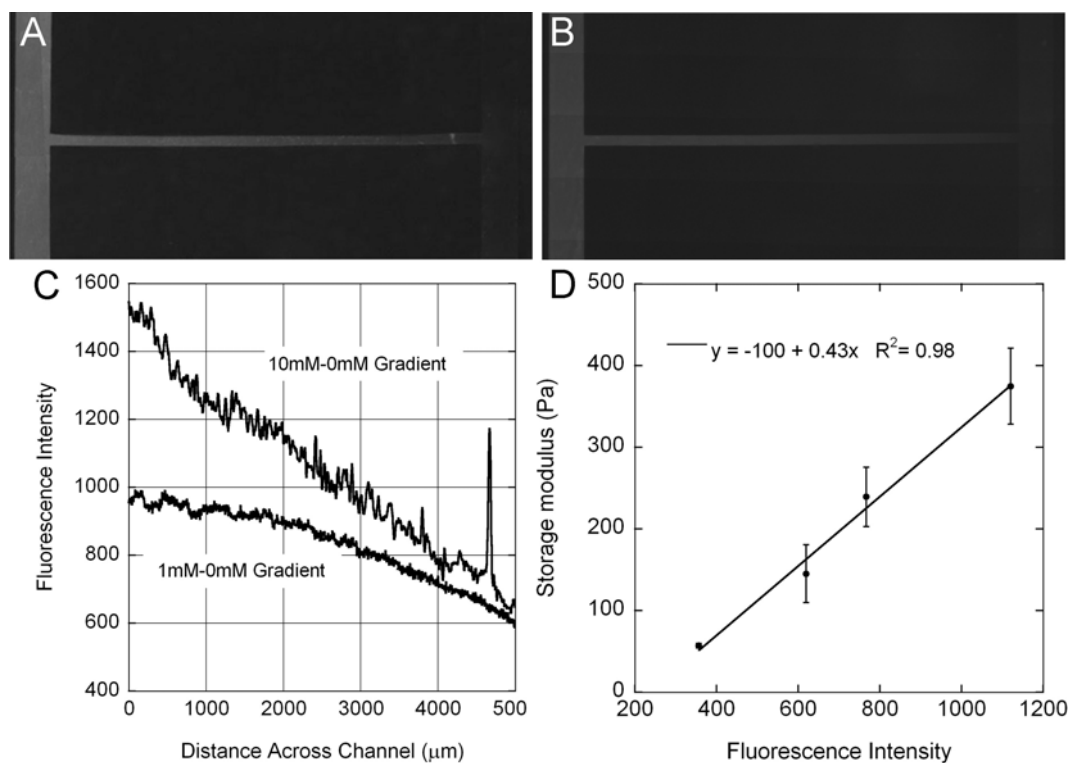 A
B
C
1600
1400
1200
1000
800
600
400
0
1000
2000
3000
4000
5000
10mM-0mM Gradient
1mM-0mM Gradient
Fluorescence Intensity
Distance Across Channel (μm)
D
500
400
300
200
100
0
200
400
600
800
1000
1200
y = -100 + 0.43x R²= 0.98
Storage modulus (Pa)
Fluorescence Intensity